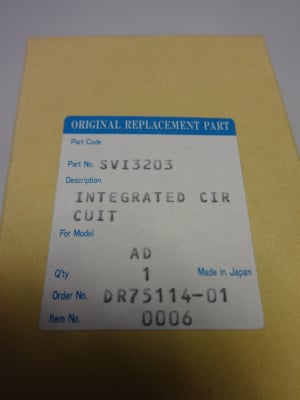 ORIGINAL REPLACEMENT PART
Part Code
Part No. SVI3203
Description
INTEGRATED CIR
CUIT
For Model
AD
Q'ty 1 Made in Japan
Order No. DR75114-01
Item No. 0006